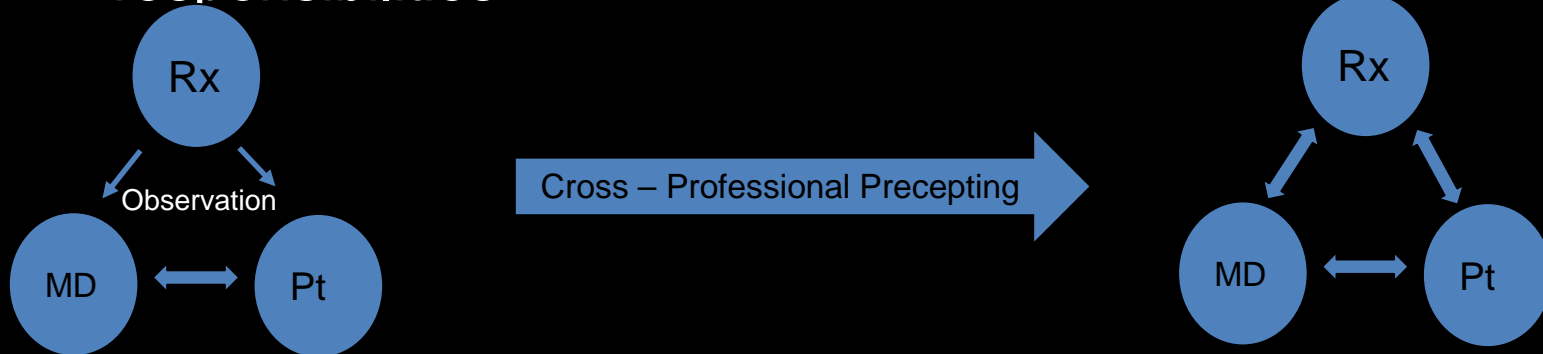 Rx
Observation
MD
Pt
Cross – Professional Precepting
Rx
MD
Pt